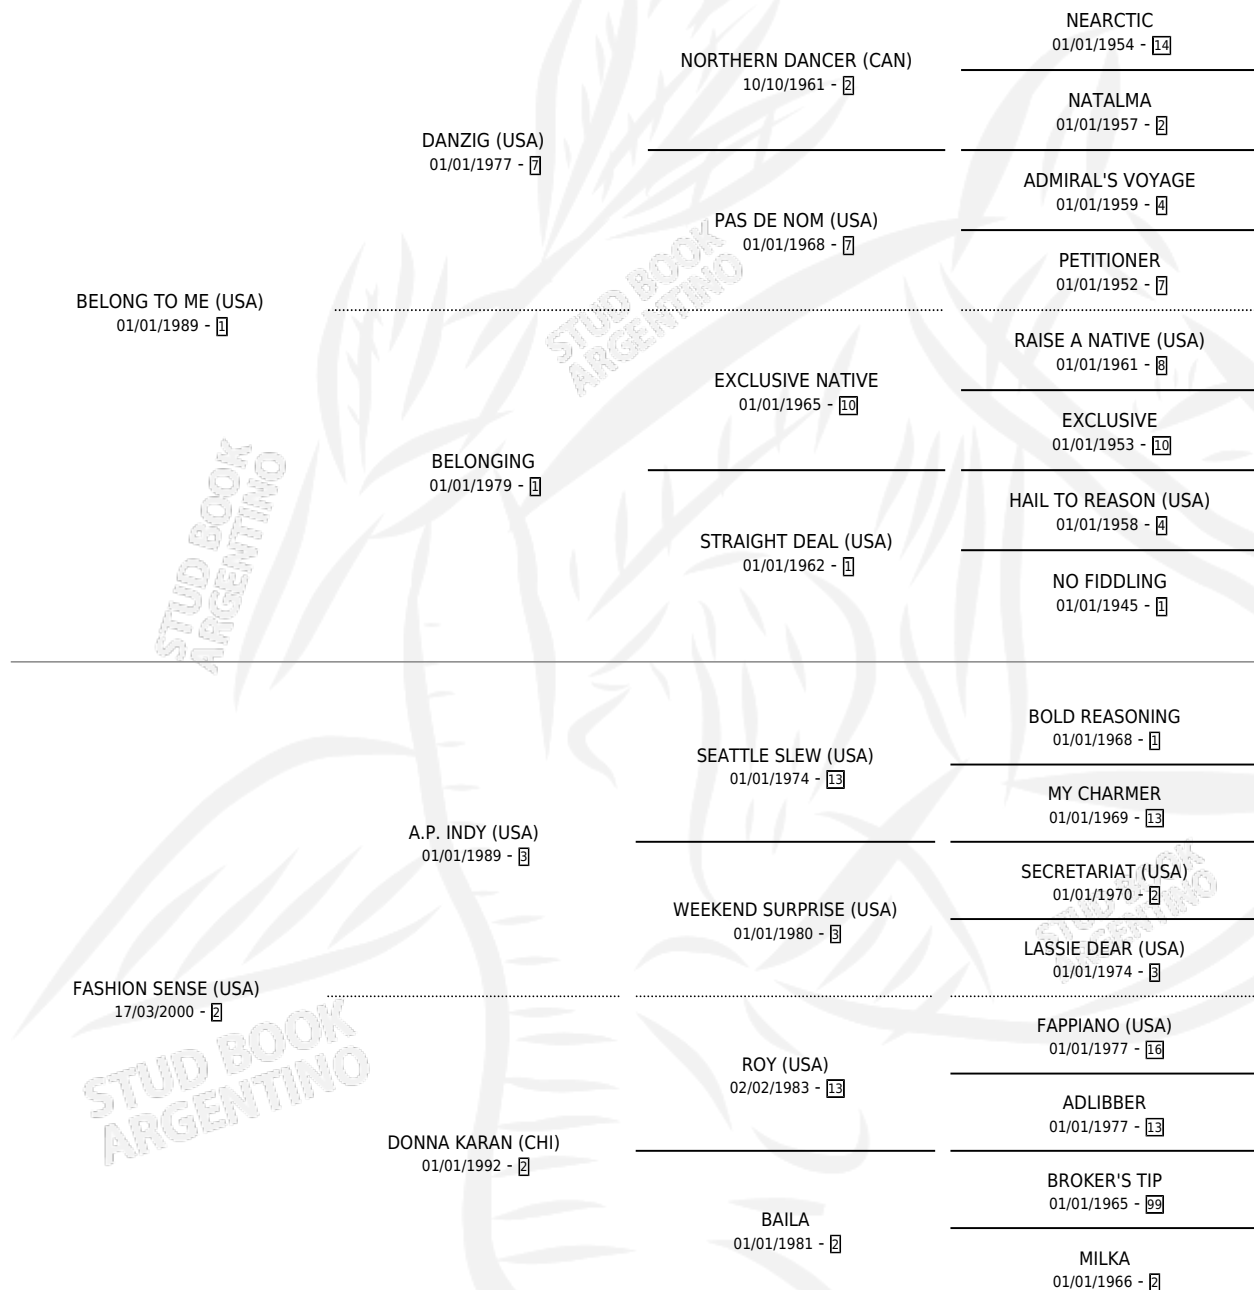 NEARCTIC
01/01/1954 - 14
NORTHERN DANCER (CAN)
10/10/1961 - 2
NATALMA
01/01/1957 - 2
DANZIG (USA)
01/01/1977 - 7
ADMIRAL'S VOYAGE
01/01/1959 - 4
PAS DE NOM (USA)
01/01/1968 - 7
PETITIONER
01/01/1952 - 7
BELONG TO ME (USA)
01/01/1989 - 1
RAISE A NATIVE (USA)
01/01/1961 - 8
EXCLUSIVE NATIVE
01/01/1965 - 10
EXCLUSIVE
01/01/1953 - 10
BELONGING
01/01/1979 - 1
HAIL TO REASON (USA)
01/01/1958 - 4
STRAIGHT DEAL (USA)
01/01/1962 - 1
NO FIDDLING
01/01/1945 - 1
STUD BOOK
ARGENTINO
STUD BOOK
ARGENTINO
BOLD REASONING
01/01/1968 - 1
SEATTLE SLEW (USA)
01/01/1974 - 13
MY CHARMER
01/01/1969 - 13
A.P. INDY (USA)
01/01/1989 - 3
SECRETARIAT (USA)
01/01/1970 - 2
WEEKEND SURPRISE (USA)
01/01/1980 - 3
LASSIE DEAR (USA)
01/01/1974 - 3
STUD BOOK
ARGENTINO
FASHION SENSE (USA)
17/03/2000 - 2
FAPPIANO (USA)
01/01/1977 - 16
ROY (USA)
02/02/1983 - 13
ADLIBBER
01/01/1977 - 13
DONNA KARAN (CHI)
01/01/1992 - 2
BROKER'S TIP
01/01/1965 - 99
BAILA
01/01/1981 - 2
MILKA
01/01/1966 - 2
STUD BOOK
ARGENTINO